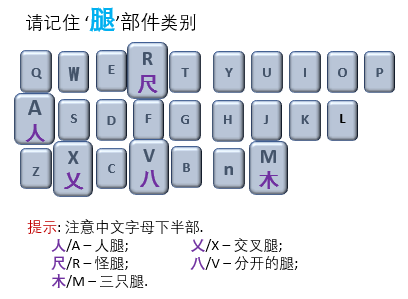 请记住 ‘腿’部件类别
Q W E R T Y U I O P
尺
A S D F G H J K L
人
Z X C V B n M
乂 八 木
提示: 注意中文字母下半部.
人/A – 人腿; 乂/X – 交叉腿;
尺/R – 怪腿; 八/V – 分开的腿;
木/M – 三只腿.